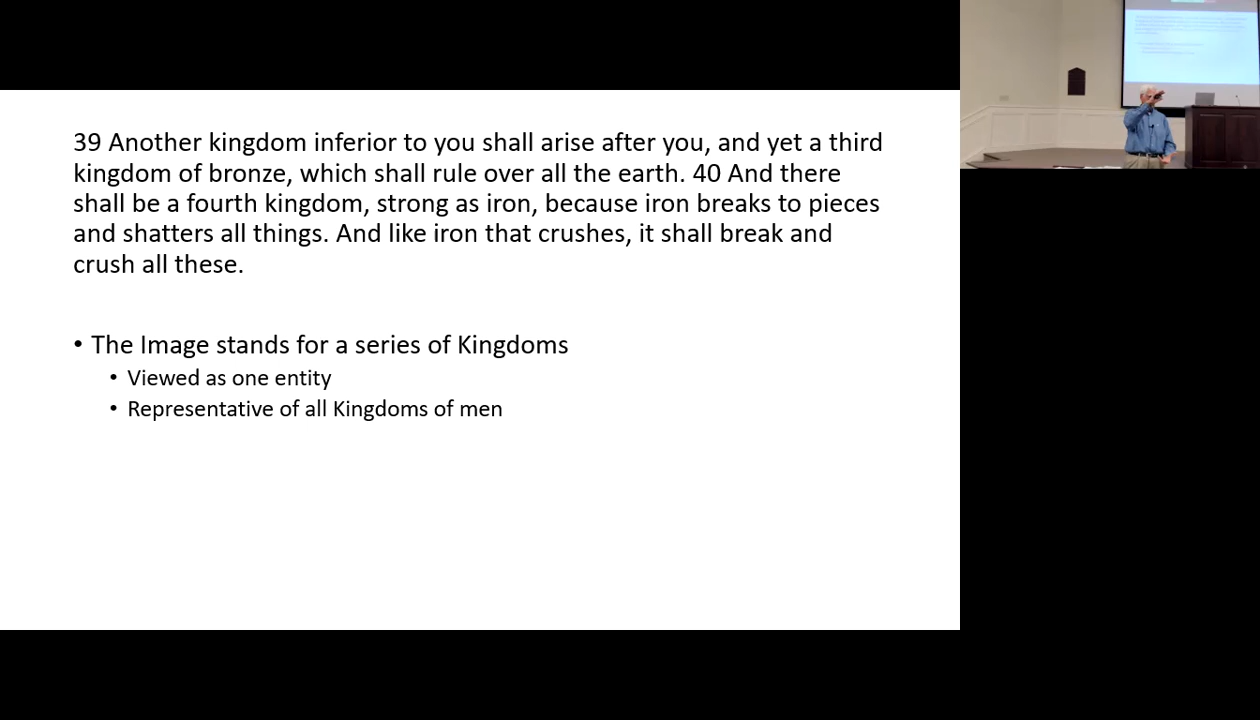 39 Another kingdom inferior to you shall arise after you, and yet a third
kingdom of bronze, which shall rule over all the earth. 40 And there
shall be a fourth kingdom, strong as iron, because iron breaks to pieces
and shatters all things. And like iron that crushes, it shall break and
crush all these.
• The Image stands for a series of Kingdoms
• Viewed as one entity
• Representative of all Kingdoms of men